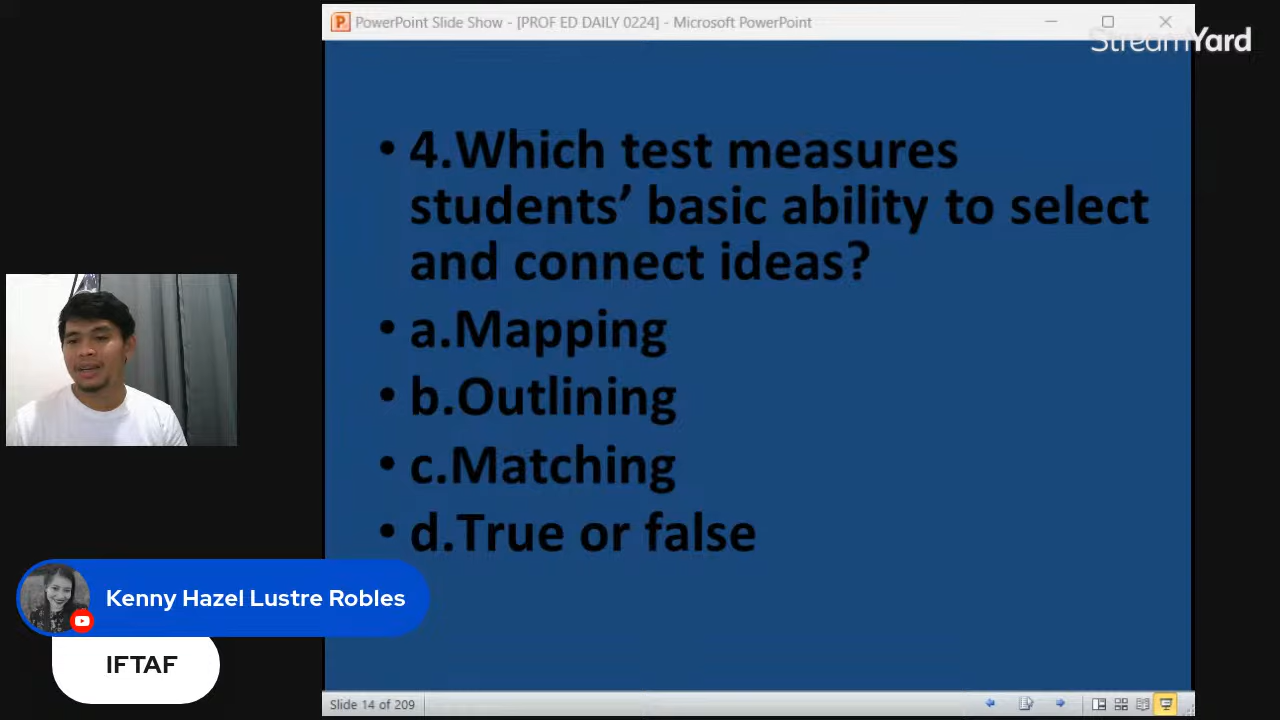 PowerPoint Slide Show - [PROF ED DAILY 0224] - Microsoft PowerPoint
StreamYard
• 4.Which test measures
students’ basic ability to select
and connect ideas?
• a.Mapping
• b.Outlining
• c.Matching
• d.True or false
Kenny Hazel Lustre Robles
IFTAF
Slide 14 of 209